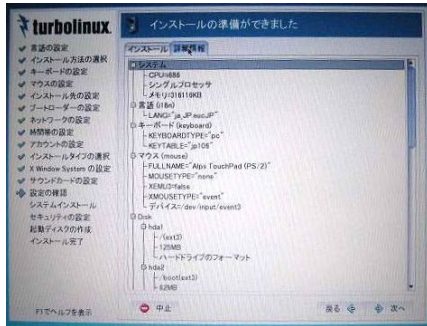 turbolinux.
インストールの準備ができました
言語の設定
インストール方法の選択
キーボードの設定
マウスの設定
インストール先の設定
ブートローダーの設定
ネットワークの設定
時間帯の設定
アカウントの設定
インストールタイプの選択
X Window System の設定
サウンドカードの設定
設定の確認
システムインストール
セキュリティの設定
起動ディスクの作成
インストール完了
F1でヘルプを表示
インストール 詳細情報
システム
CPU=i686
シングルプロセッサ
メモリ=316116KB
言語 (i18n)
LANG="ja_JP.eucJP"
キーボード (keyboard)
KEYBOARDTYPE="pc"
KEYTABLE="jp106"
マウス (mouse)
FULLNAME="Alps TouchPad (PS/2)"
MOUSETYPE="none"
XEMU3=false
XMOUSETYPE="event"
デバイス=/dev/input/event3
Disk
hda1
/(ext3)
125MB
ハードドライブのフォーマット
hda2
/boot(ext3)
62MB
中止
戻る
次へ